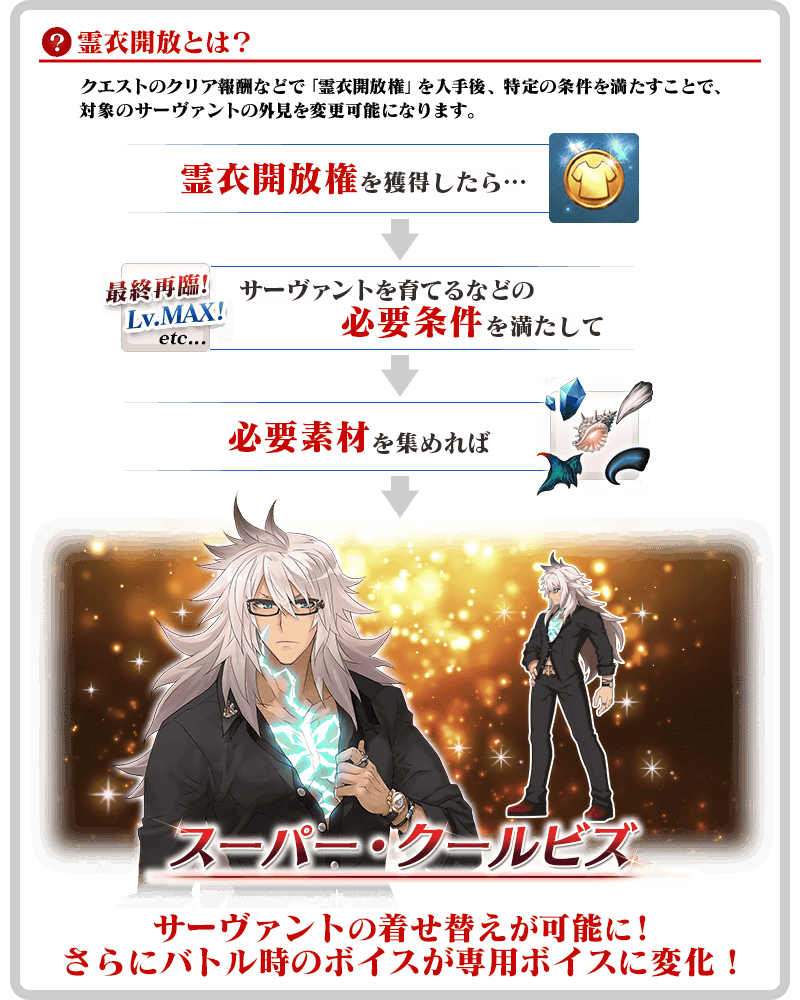 ? 霊衣開放とは?
クエストのクリア報酬などで「霊衣開放権」を入手後、特定の条件を満たすことで、
対象のサーヴァントの外見を変更可能になります。
霊衣開放権を獲得したら…
最終再臨!
Lv.MAX!
etc...
サーヴァントを育てるなどの
必要条件を満たして
必要素材を集めれば
スーパー・クールビズ
サーヴァントの着せ替えが可能に!
さらにバトル時のボイスが専用ボイスに変化!